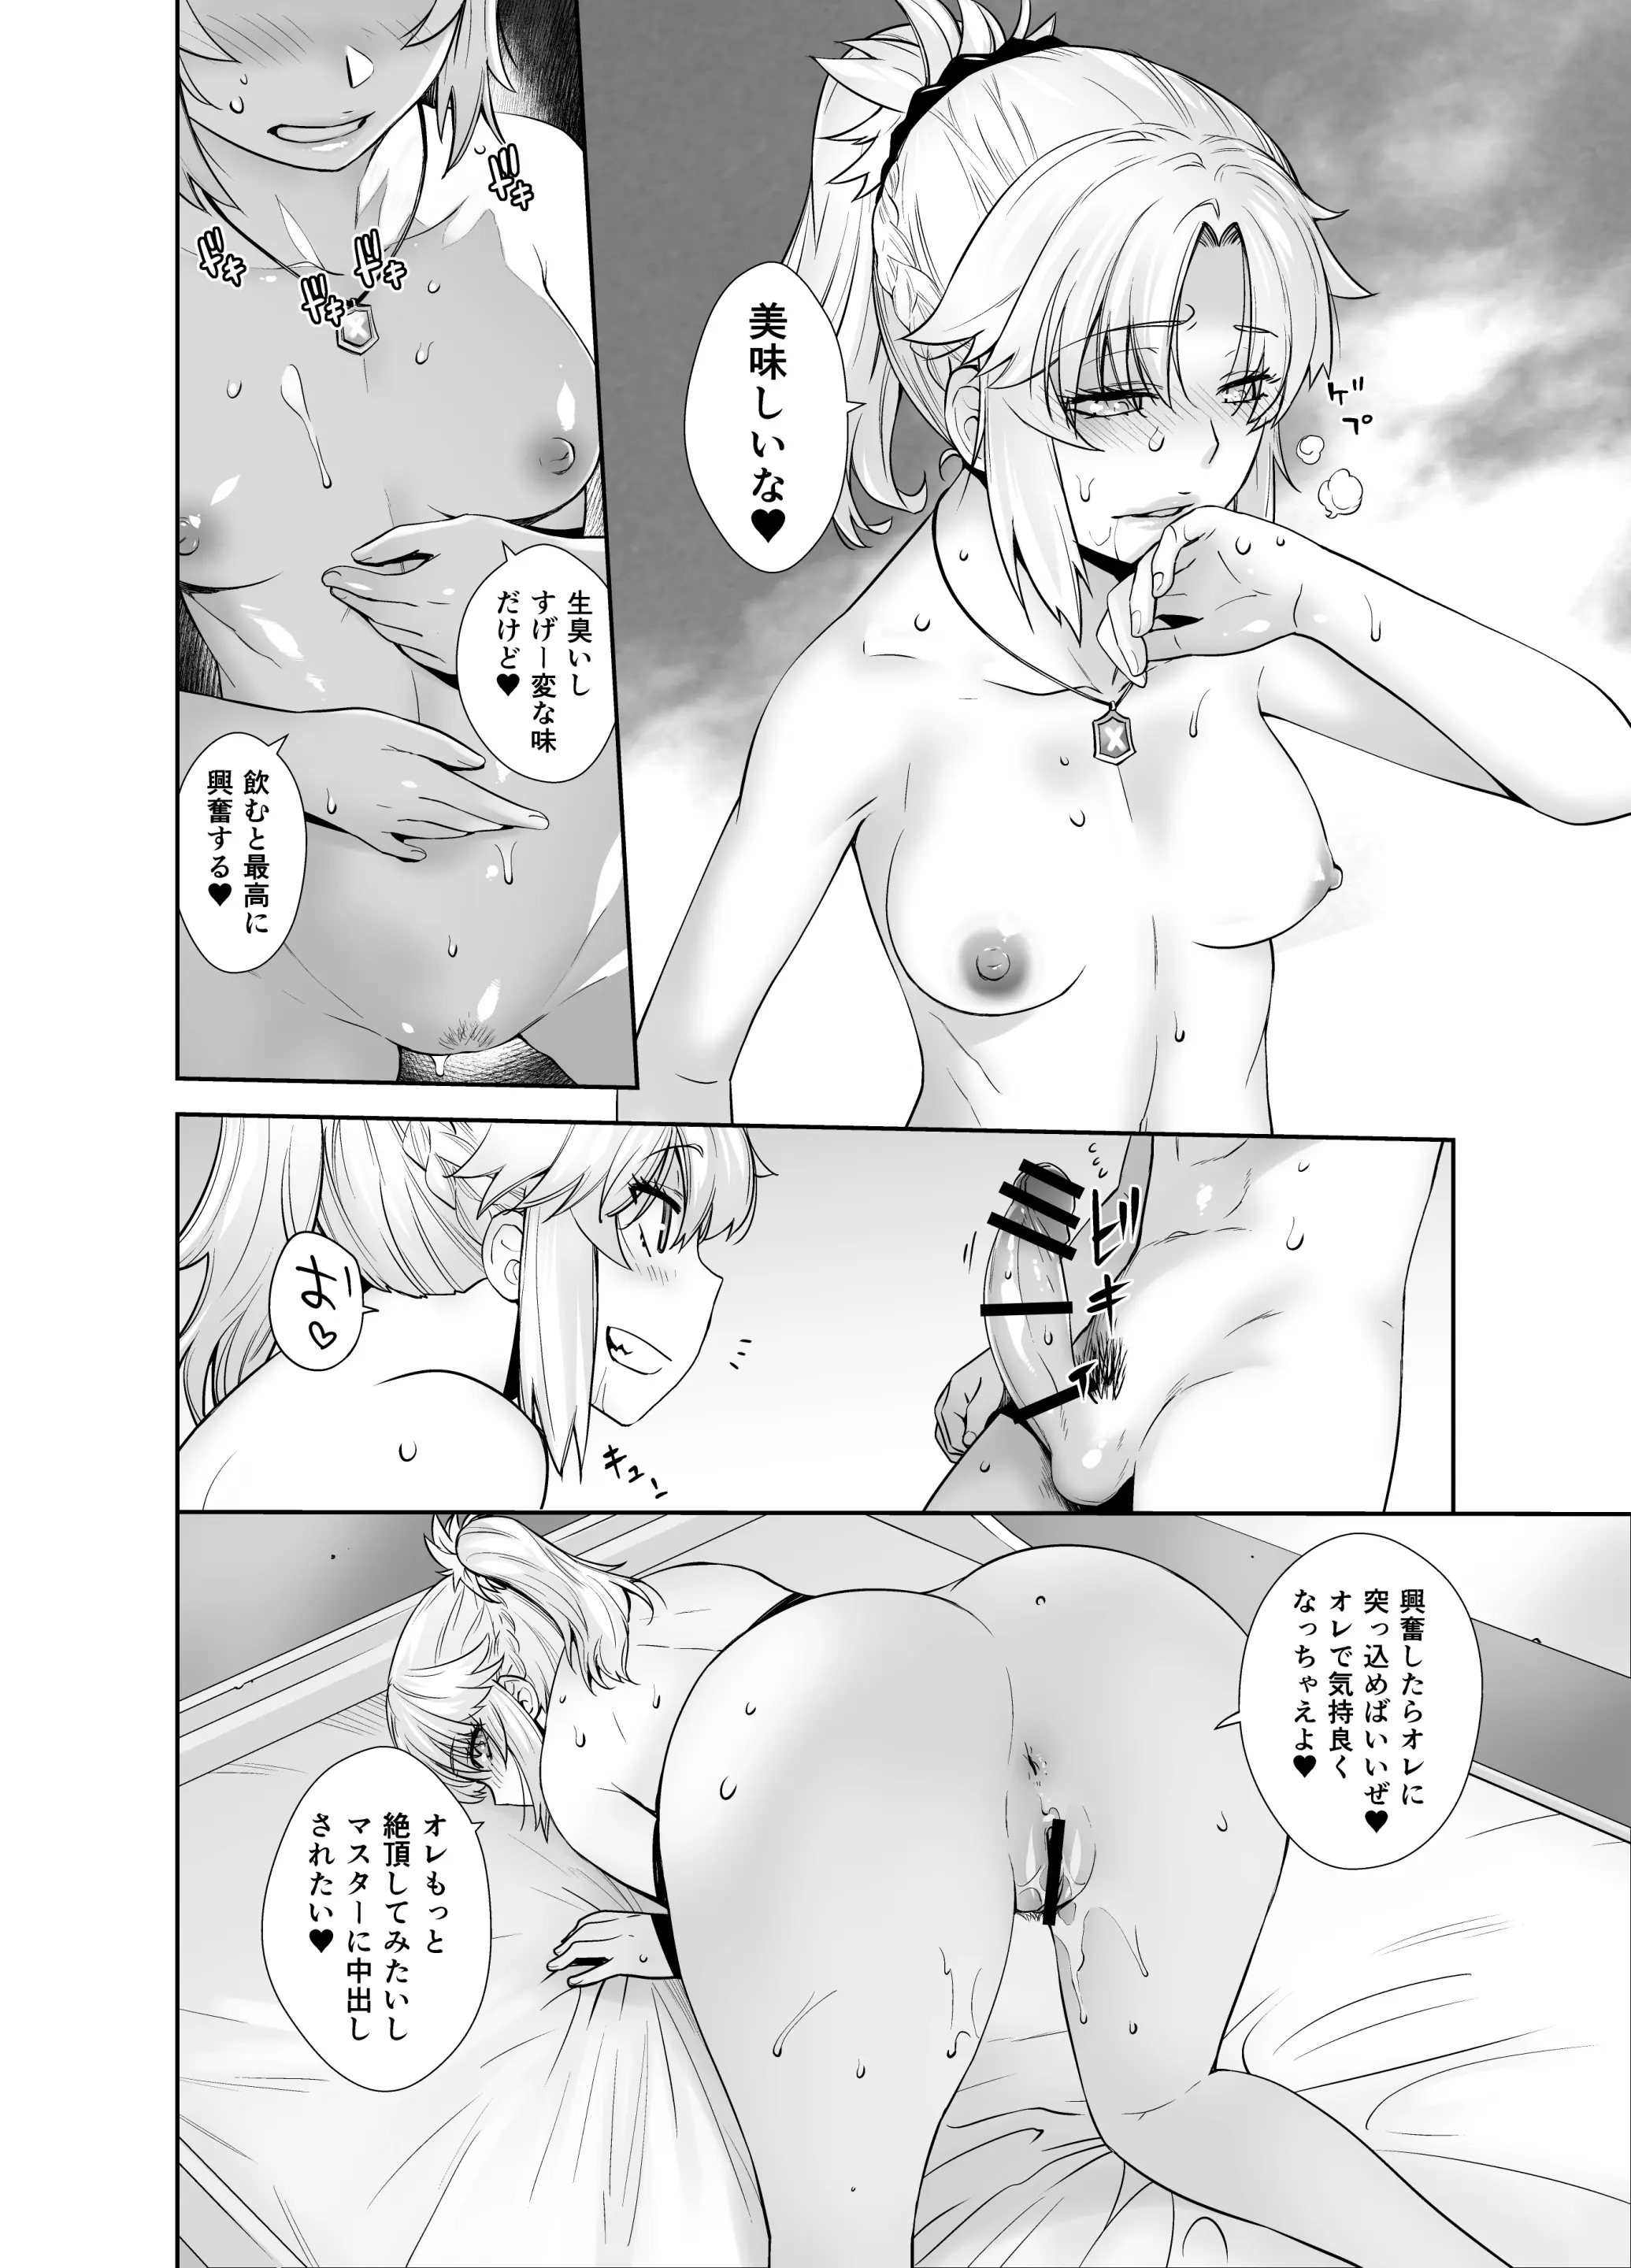 美味しいな♥
ゲプ
生臭いし
すげー変な味
だけど♥
飲むと最高に
興奮する♥
ドキ
ドキ
ドキ
ドキ
ビキィ
お♡
キュン
興奮したらオレに
突っ込めばいいぜ♥
オレで気持良く
なっちゃえよ♥
オレもっと
絶頂してみたいし
マスターに中出し
されたい♥